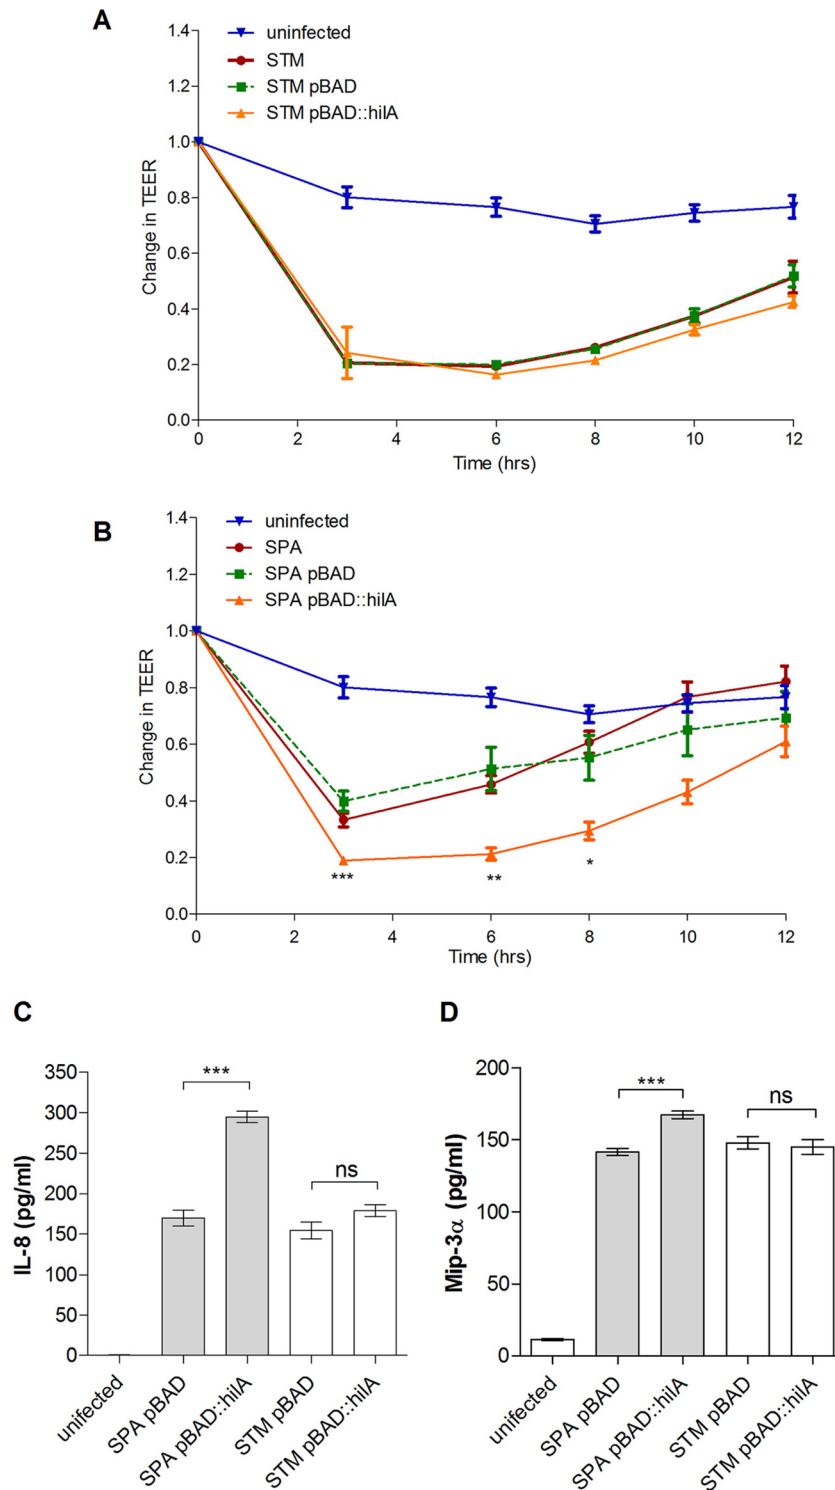 A
uninfected
STM
STM pBAD
STM pBAD::hilA
1.4
1.2
1.0
0.8
0.6
0.4
0.2
0.0
Change in TEER
0 2 4 6 8 10 12
Time (hrs)
B
uninfected
SPA
SPA pBAD
SPA pBAD::hilA
1.4
1.2
1.0
0.8
0.6
0.4
0.2
0.0
Change in TEER
*** ** *
0 2 4 6 8 10 12
Time (hrs)
C
350
300
250
200
150
100
50
0
IL-8 (pg/ml)
***
ns
unifected
SPA pBAD
SPA pBAD::hilA
STM pBAD
STM pBAD::hilA
D
200
150
100
50
0
Mip-3α (pg/ml)
***
ns
uninfected
SPA pBAD
SPA pBAD::hilA
STM pBAD
STM pBAD::hilA